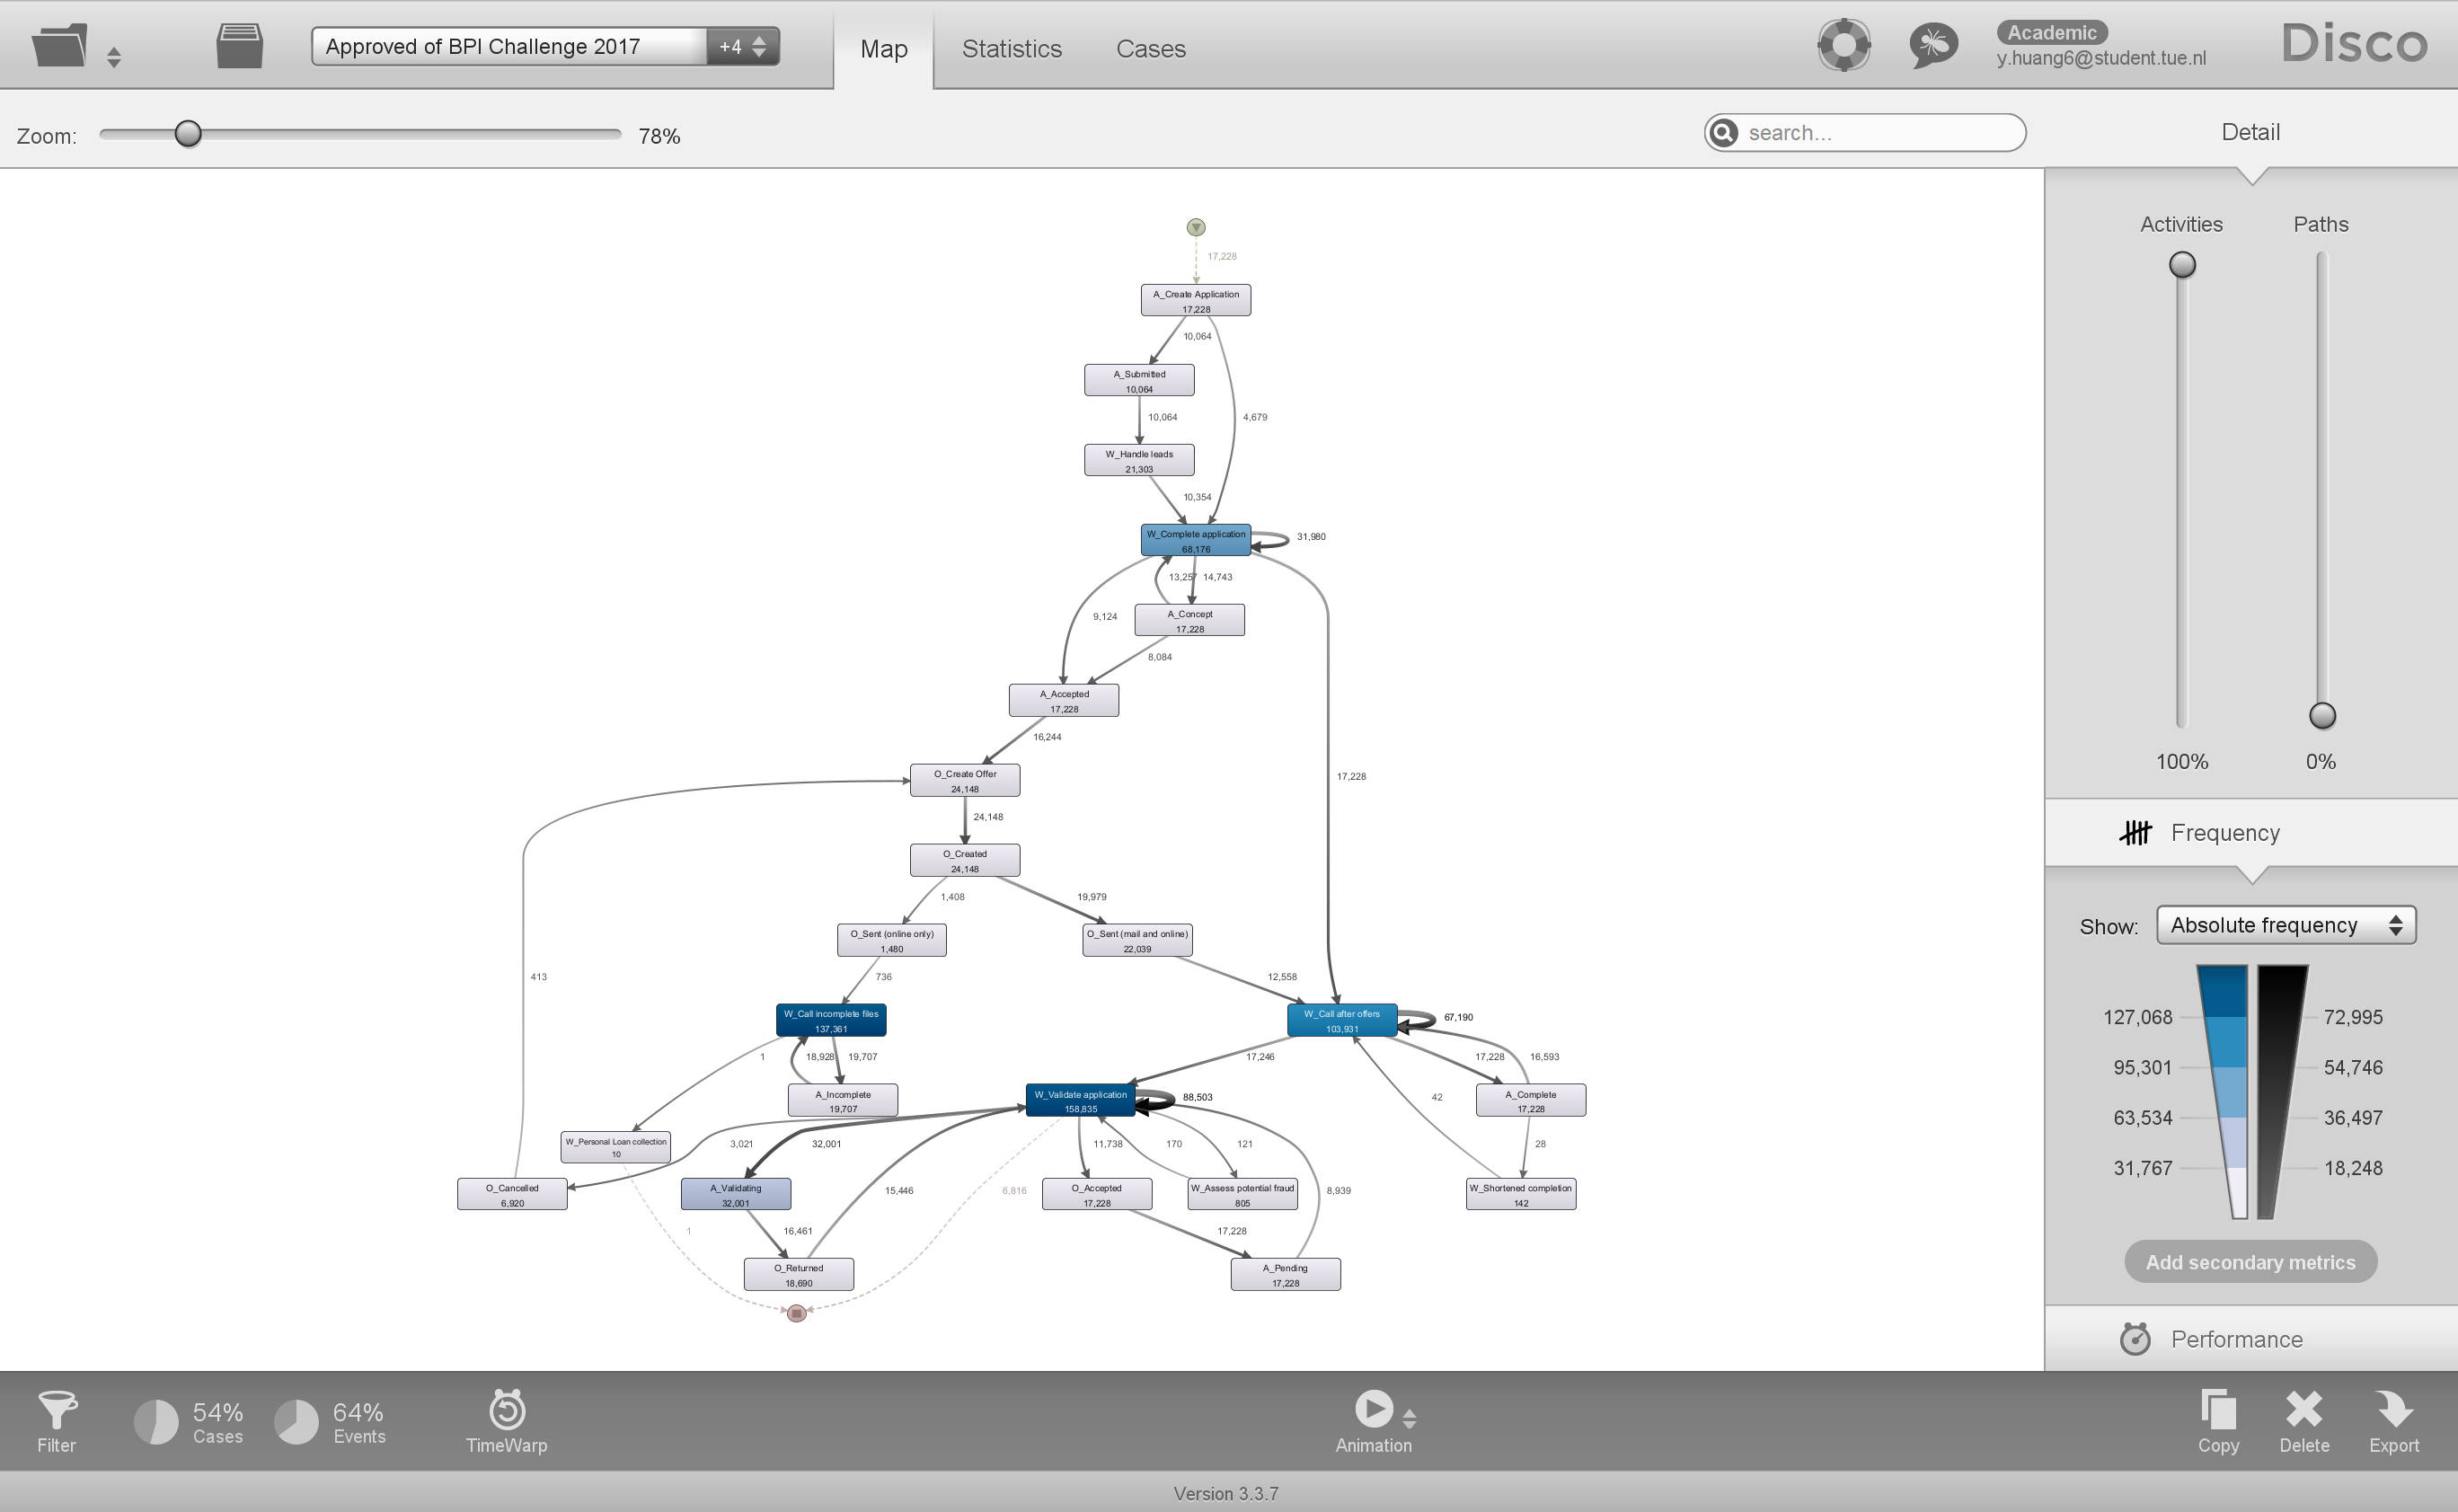 Approved of BPI Challenge 2017
+4
Map
Statistics
Cases
Academic
y.huang6@student.tue.nl
Disco
Zoom:
78%
search...
Detail
Activities
Paths
100%
0%
Frequency
Show:
Absolute frequency
127,068
72,995
95,301
54,746
63,534
36,497
31,767
18,248
Add secondary metrics
Performance
17,228
A_Create Application
17,228
10,064
A_Submitted
10,064
10,064
4,679
W_Handle leads
21,303
10,354
W_Complete application
68,176
31,980
13,257
14,743
9,124
A_Concept
17,228
8,084
A_Accepted
17,228
16,244
O_Create Offer
24,148
17,228
24,148
O_Created
24,148
1,408
19,979
O_Sent (online only)
1,480
O_Sent (mail and online)
22,039
413
736
12,558
W_Call incomplete files
137,361
W_Call after offers
103,931
67,190
1
18,928
19,707
17,246
17,228
16,593
A_Incomplete
19,707
W_Validate application
158,835
88,503
42
A_Complete
17,228
W_Personal Loan collection
10
3,021
32,001
11,738
170
121
28
O_Cancelled
6,920
A_Validating
32,001
15,446
6,816
O_Accepted
17,228
W_Assess potential fraud
805
8,939
W_Shortened completion
142
1
16,461
17,228
O_Returned
18,690
A_Pending
17,228
Filter
54%
Cases
64%
Events
TimeWarp
Animation
Copy
Delete
Export
Version 3.3.7